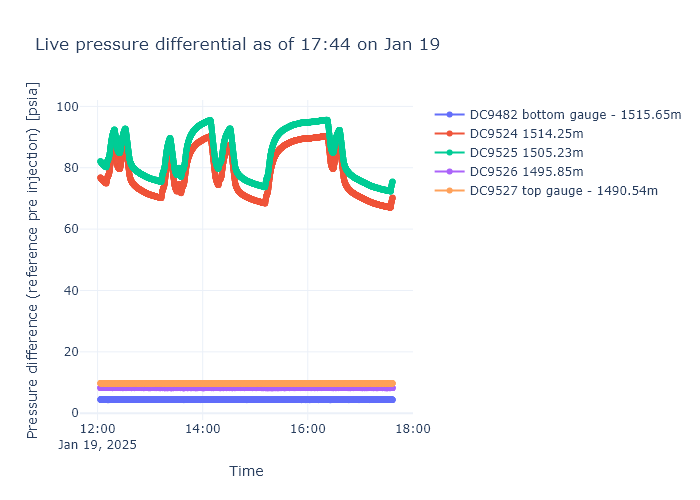 Live pressure differential as of 17:44 on Jan 19
Pressure difference (reference pre injection) [psia]
100
80
60
40
20
0
12:00
14:00
16:00
18:00
Jan 19, 2025
Time
DC9482 bottom gauge - 1515.65m
DC9524 1514.25m
DC9525 1505.23m
DC9526 1495.85m
DC9527 top gauge - 1490.54m